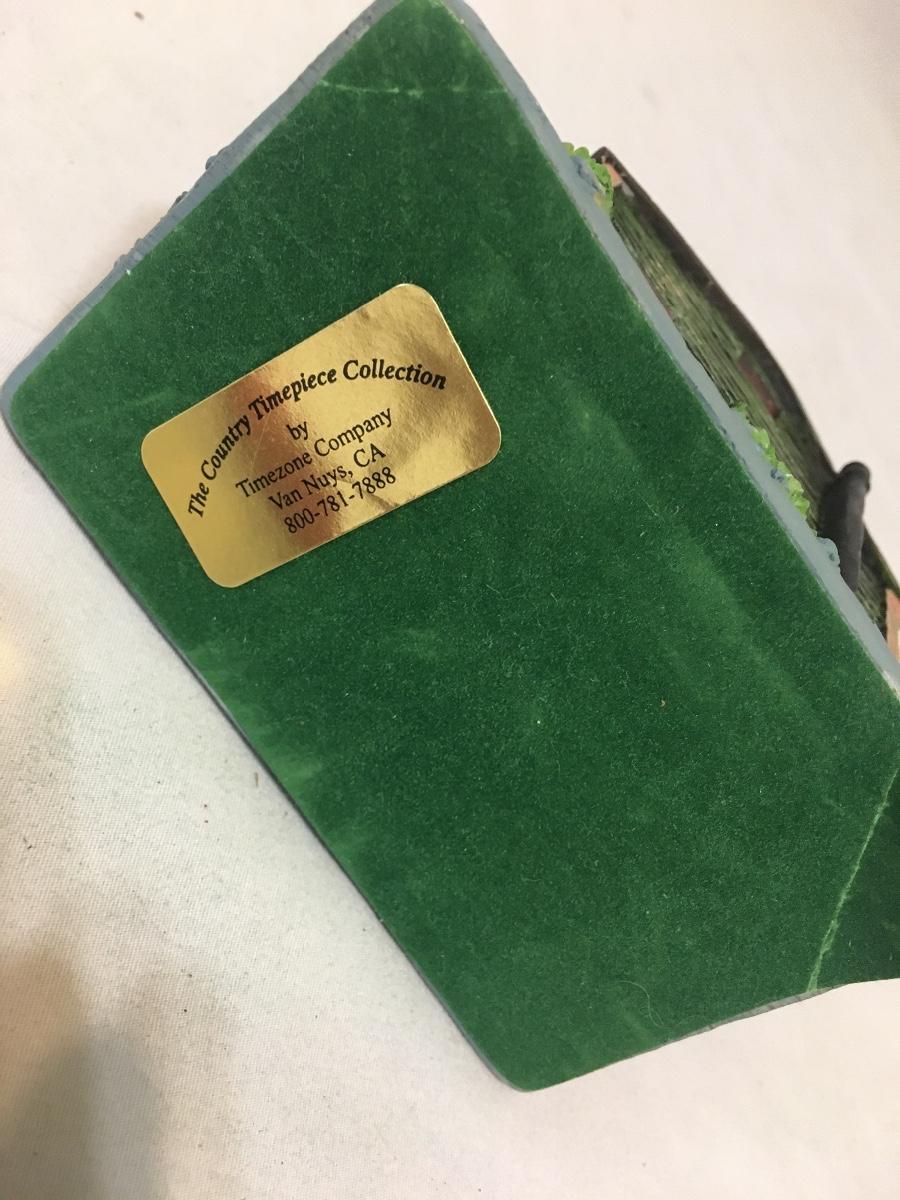 The Country Timepiece Collection
by
Timezone Company
Van Nuys, CA
800-781-7888